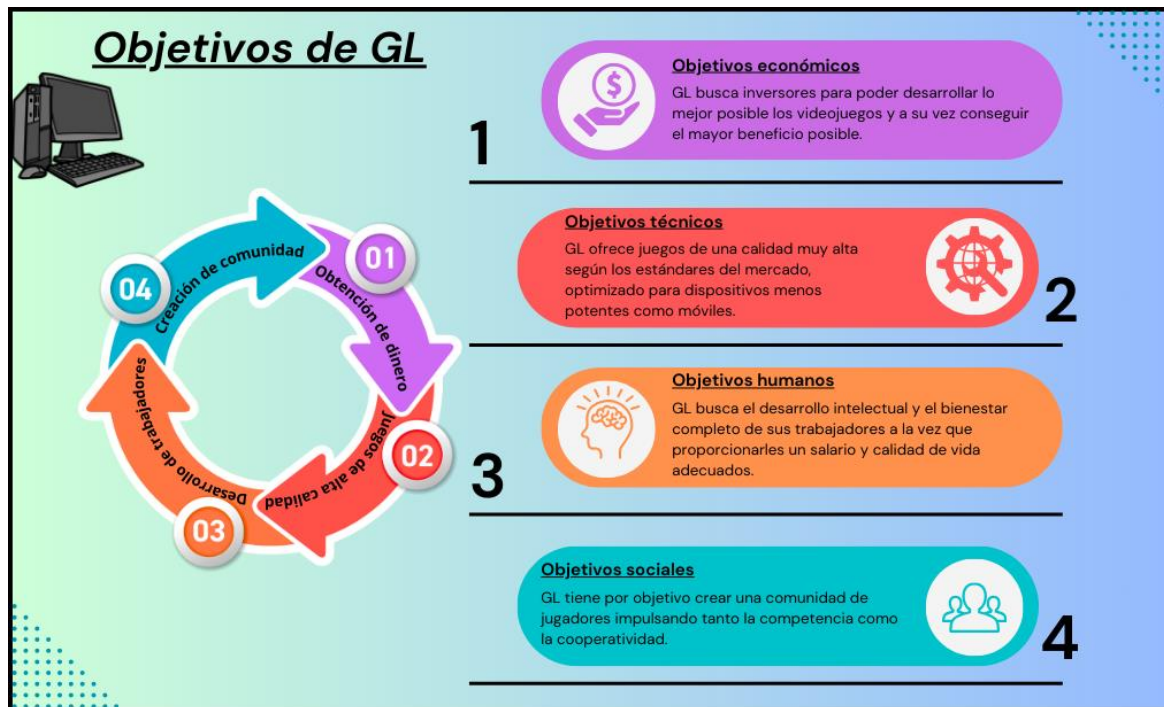 Objetivos de GL
01
Obtención de dinero
02
Juegos de alta calidad
03
Desarrollo de trabajadores
04
Creación de comunidad
1
Objetivos económicos
GL busca inversores para poder desarrollar lo
mejor posible los videojuegos y a su vez conseguir
el mayor beneficio posible.
Objetivos técnicos
GL ofrece juegos de una calidad muy alta
según los estándares del mercado,
optimizado para dispositivos menos
potentes como móviles.
2
3
Objetivos humanos
GL busca el desarrollo intelectual y el bienestar
completo de sus trabajadores a la vez que
proporcionarles un salario y calidad de vida
adecuados.
Objetivos sociales
GL tiene por objetivo crear una comunidad de
jugadores impulsando tanto la competencia como
la cooperatividad.
4